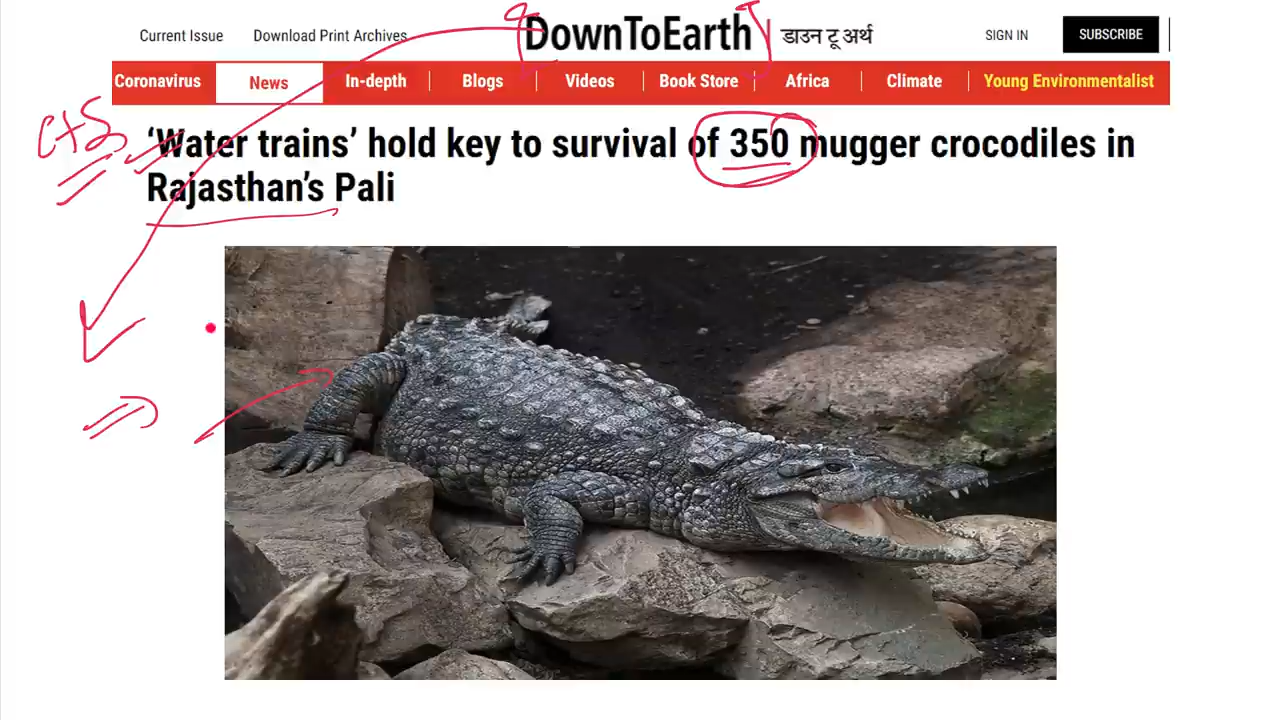 Current Issue Download Print Archives DownToEarth डाउन टू अर्थ SIGN IN SUBSCRIBE
Coronavirus News In-depth Blogs Videos Book Store Africa Climate Young Environmentalist
‘Water trains’ hold key to survival of 350 mugger crocodiles in
Rajasthan’s Pali